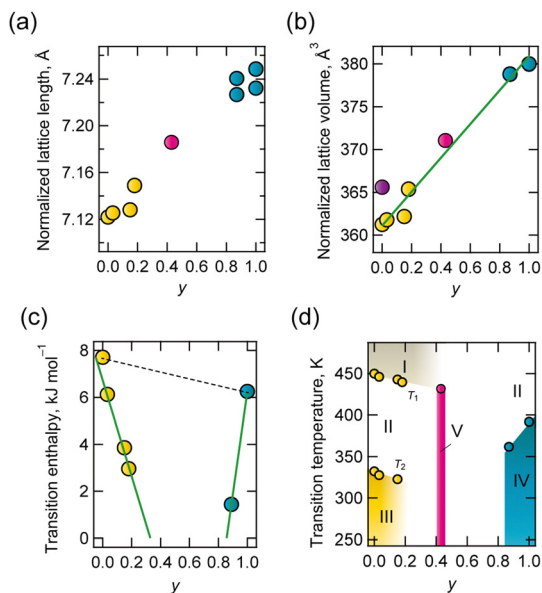 (a)
Normalized lattice length, Å
7.24
7.20
7.16
7.12
0.0 0.2 0.4 0.6 0.8 1.0
y
(b)
Normalized lattice volume, Å³
380
375
370
365
360
0.0 0.2 0.4 0.6 0.8 1.0
y
(c)
Transition enthalpy, kJ mol⁻¹
8
6
4
2
0
0.0 0.2 0.4 0.6 0.8 1.0
y
(d)
Transition temperature, K
450
400
350
300
250
I
T₁
II
II
V
T₂
III
IV
0.0 0.2 0.4 0.6 0.8 1.0
y